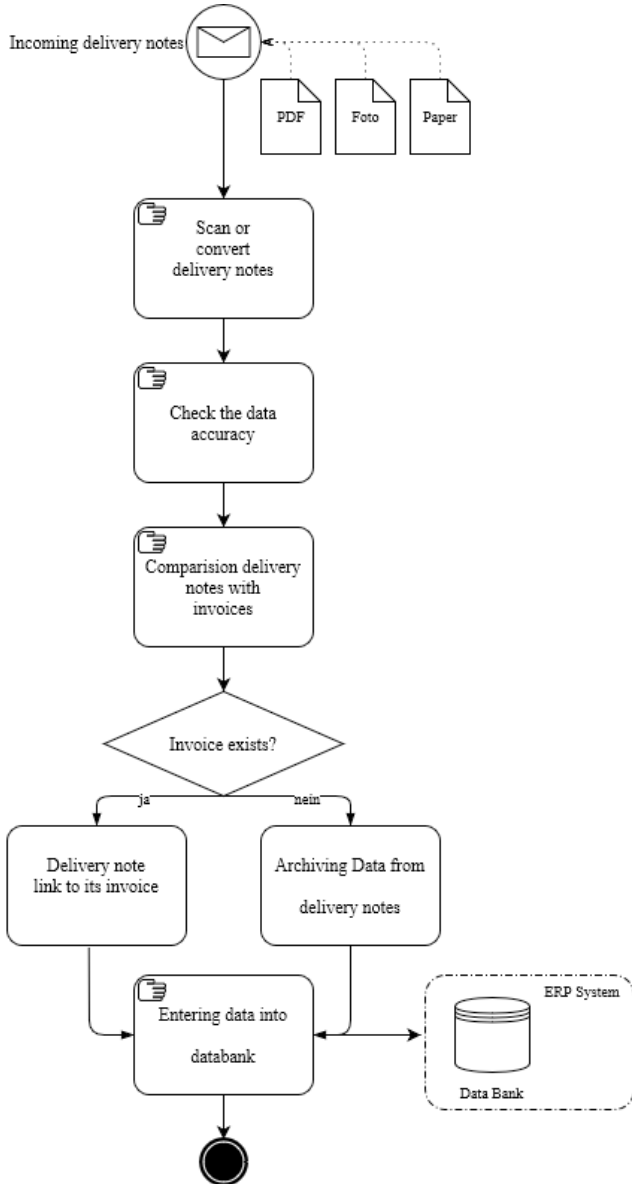 Incoming delivery notes
PDF
Foto
Paper
Scan or
convert
delivery notes
Check the data
accuracy
Comparision delivery
notes with
invoices
Invoice exists?
ja
nein
Delivery note
link to its invoice
Archiving Data from
delivery notes
Entering data into
databank
ERP System
Data Bank